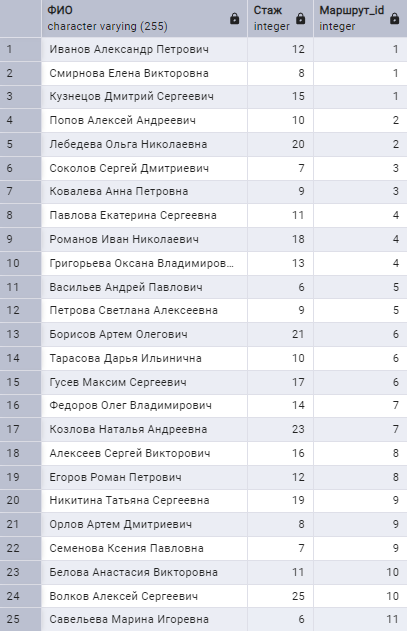 ФИО Стаж Маршрут_id
character varying (255) integer integer
1 Иванов Александр Петрович 12 1
2 Смирнова Елена Викторовна 8 1
3 Кузнецов Дмитрий Сергеевич 15 1
4 Попов Алексей Андреевич 10 2
5 Лебедева Ольга Николаевна 20 2
6 Соколов Сергей Дмитриевич 7 3
7 Ковалева Анна Петровна 9 3
8 Павлова Екатерина Сергеевна 11 4
9 Романов Иван Николаевич 18 4
10 Григорьева Оксана Владимиров... 13 4
11 Васильев Андрей Павлович 6 5
12 Петрова Светлана Алексеевна 9 5
13 Борисов Артем Олегович 21 6
14 Тарасова Дарья Ильинична 10 6
15 Гусев Максим Сергеевич 17 6
16 Федоров Олег Владимирович 14 7
17 Козлова Наталья Андреевна 23 7
18 Алексеев Сергей Викторович 16 8
19 Егоров Роман Петрович 12 8
20 Никитина Татьяна Сергеевна 19 9
21 Орлов Артем Дмитриевич 8 9
22 Семенова Ксения Павловна 7 9
23 Белова Анастасия Викторовна 11 10
24 Волков Алексей Сергеевич 25 10
25 Савельева Марина Игоревна 6 11